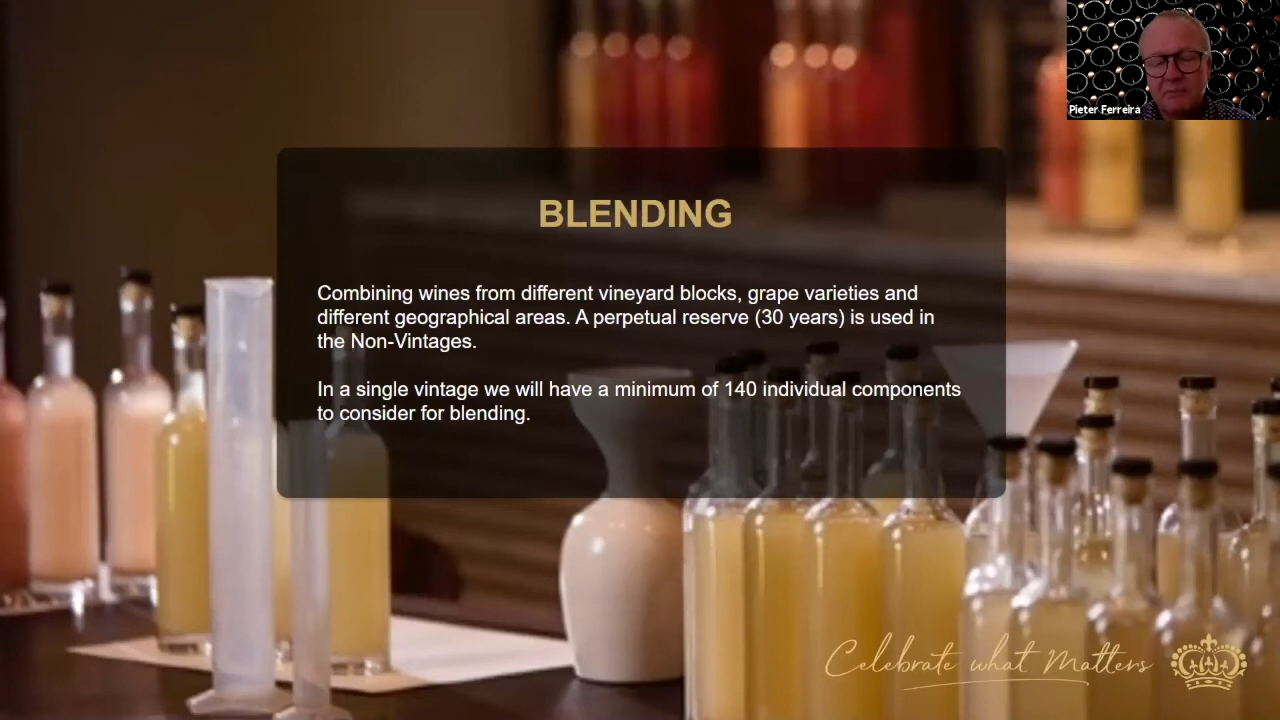 Pieter Ferreira
BLENDING
Combining wines from different vineyard blocks, grape varieties and
different geographical areas. A perpetual reserve (30 years) is used in
the Non-Vintages.
In a single vintage we will have a minimum of 140 individual components
to consider for blending.
Celebrate what Matters